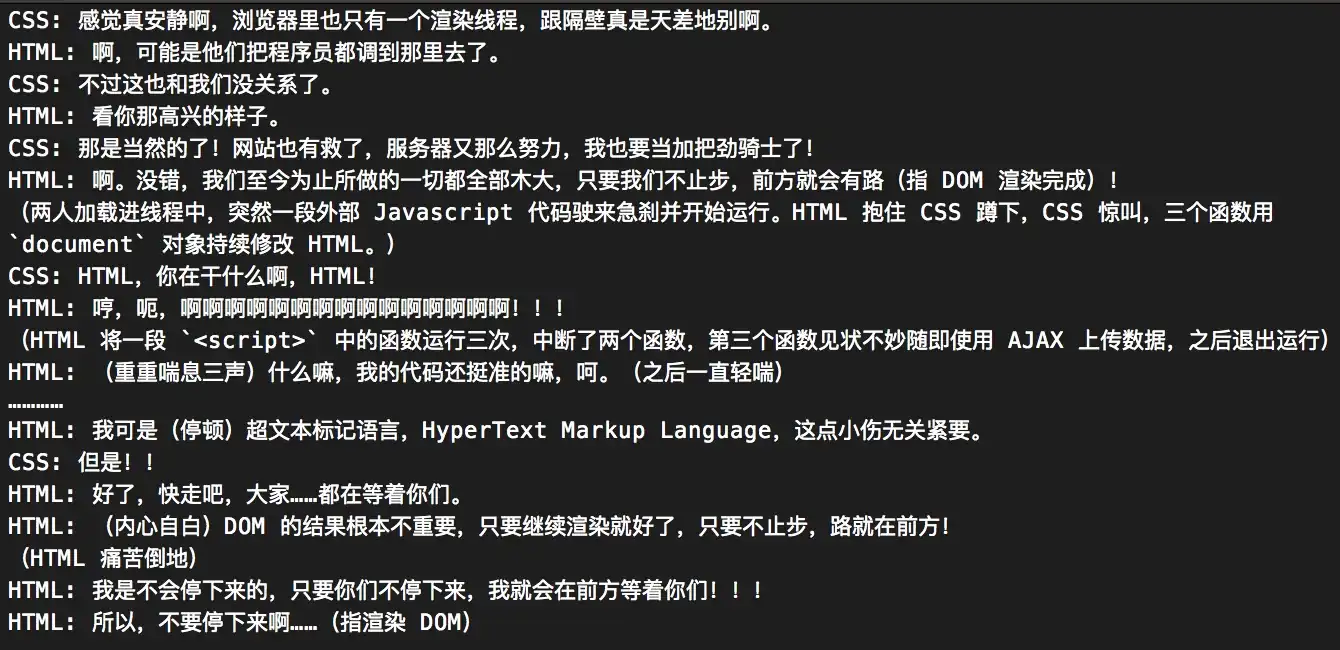 CSS: 感觉真安静啊，浏览器里也只有一个渲染线程，跟隔壁真是天差地别啊。
HTML: 啊，可能是他们把程序员都调到那里去了。
CSS: 不过这也和我们没关系了。
HTML: 看你那高兴的样子。
CSS: 那是当然的了！网站也有救了，服务器又那么努力，我也要当加把劲骑士了！
HTML: 啊。没错，我们至今为止所做的一切都全部木大，只要我们不止步，前方就会有路（指 DOM 渲染完成）！
（两人加载进线程中，突然一段外部 Javascript 代码驶来急刹并开始运行。HTML 抱住 CSS 蹲下，CSS 惊叫，三个函数用
`document` 对象持续修改 HTML。）
CSS: HTML，你在干什么啊，HTML！
HTML: 哼，呃，啊啊啊啊啊啊啊啊啊啊啊啊啊啊啊！！！
（HTML 将一段 `<script>` 中的函数运行三次，中断了两个函数，第三个函数见状不妙随即使用 AJAX 上传数据，之后退出运行）
HTML: （重重喘息三声）什么嘛，我的代码还挺准的嘛，呵。（之后一直轻喘）
…………
HTML: 我可是（停顿）超文本标记语言，HyperText Markup Language，这点小伤无关紧要。
CSS: 但是！！
HTML: 好了，快走吧，大家……都在等着你们。
HTML: （内心自白）DOM 的结果根本不重要，只要继续渲染就好了，只要不止步，路就在前方！
（HTML 痛苦倒地）
HTML: 我是不会停下来的，只要你们不停下来，我就会在前方等着你们！！！
HTML: 所以，不要停下来啊……（指渲染 DOM）